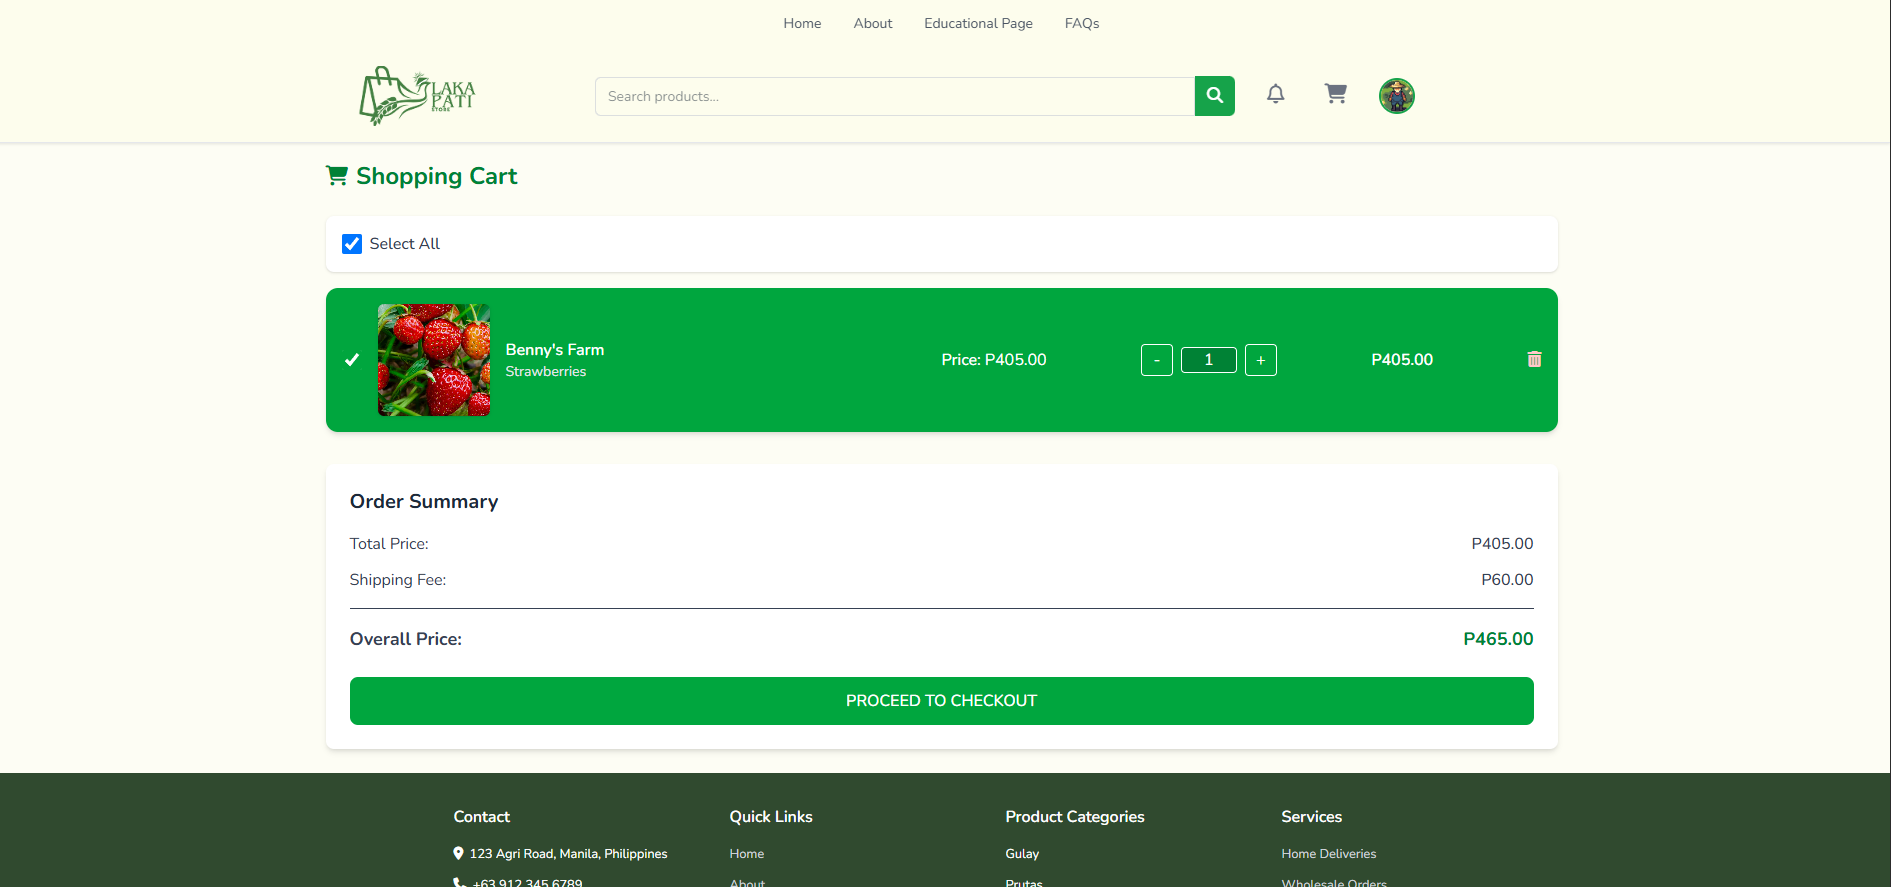 Home About Educational Page FAQs
LAKA
PATI
STORE
Search products...
Shopping Cart
Select All
Benny's Farm
Strawberries
Price: P405.00
- 1 +
P405.00
Order Summary
Total Price: P405.00
Shipping Fee: P60.00
Overall Price: P465.00
PROCEED TO CHECKOUT
Contact Quick Links Product Categories Services
123 Agri Road, Manila, Philippines Home Gulay Home Deliveries
+63 912 345 6789 About Prutas Wholesale Orders